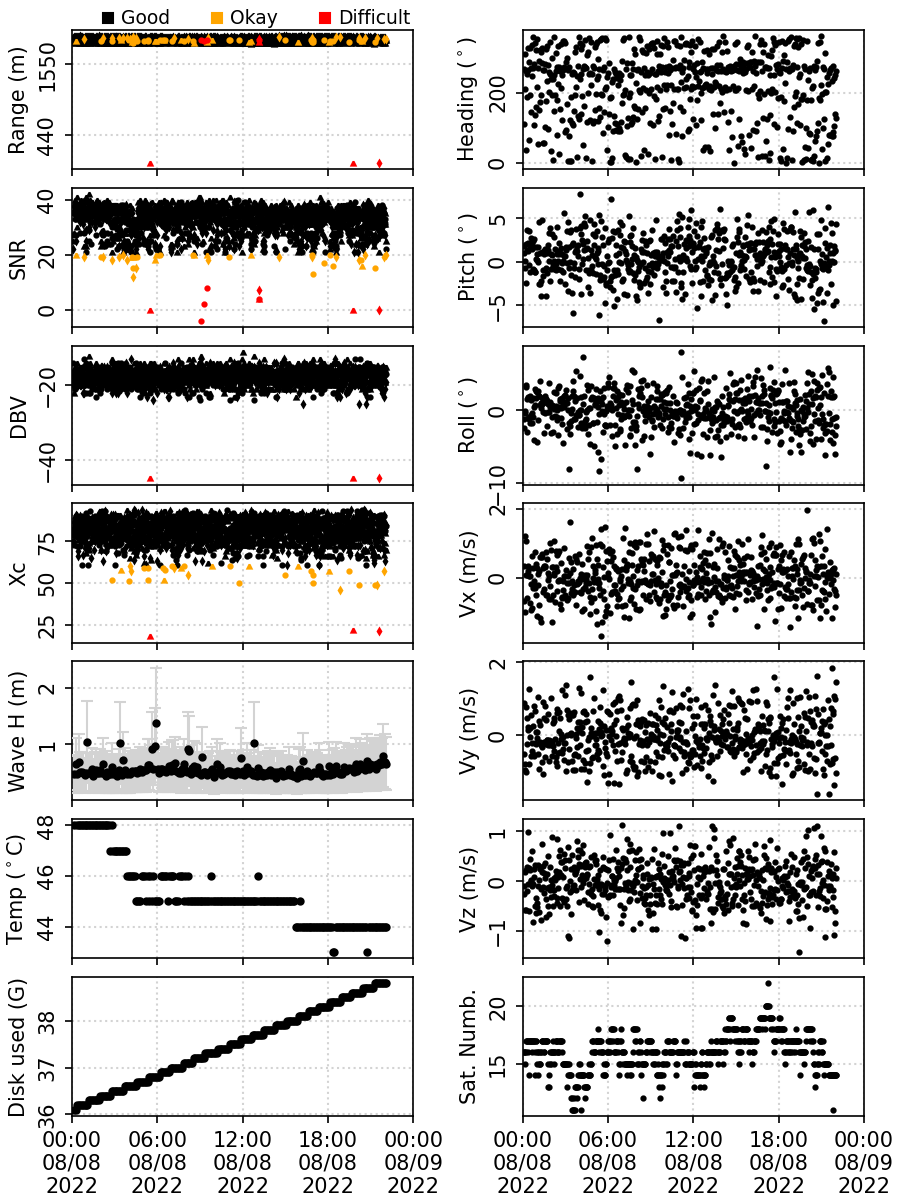 Good Okay Difficult
Range (m)
1550
440
Heading (°)
200
0
SNR
40
20
0
Pitch (°)
5
0
−5
DBV
−20
−40
Roll (°)
0
−10
Xc
75
50
25
Vx (m/s)
2
0
Wave H (m)
2
1
Vy (m/s)
2
0
Temp (°C)
48
46
44
Vz (m/s)
1
0
−1
Disk used (G)
38
37
36
Sat. Numb.
20
15
00:00 06:00 12:00 18:00 00:00
08/08 08/08 08/08 08/08 08/09
2022 2022 2022 2022 2022
00:00 06:00 12:00 18:00 00:00
08/08 08/08 08/08 08/08 08/09
2022 2022 2022 2022 2022